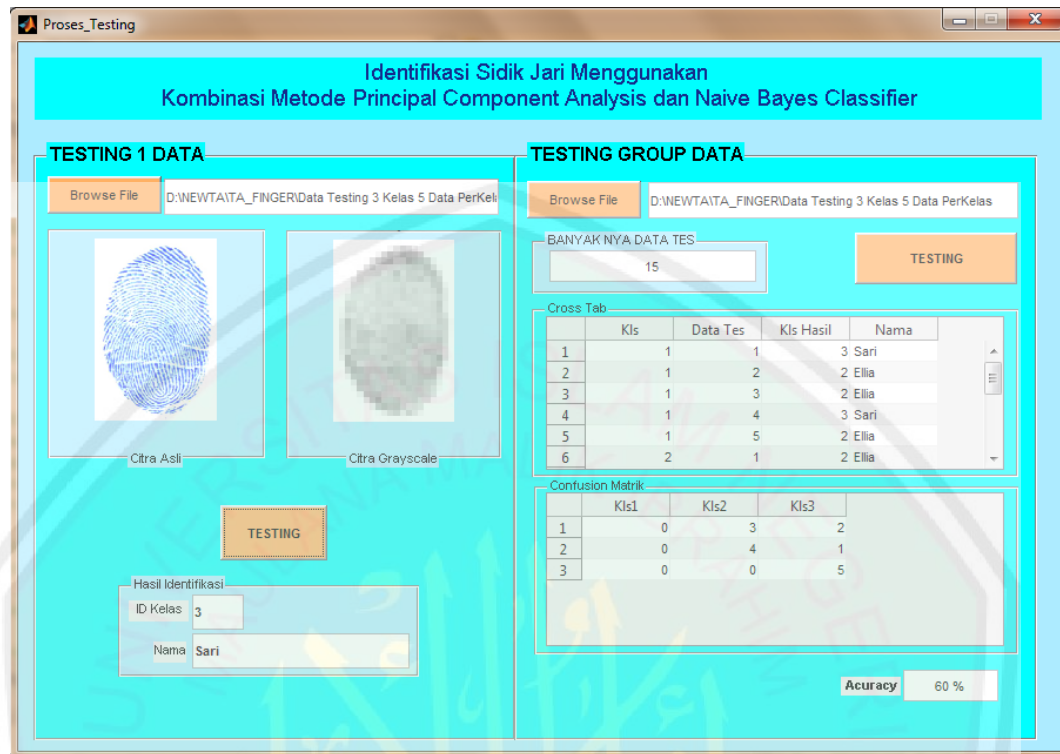 Proses_Testing
Identifikasi Sidik Jari Menggunakan
Kombinasi Metode Principal Component Analysis dan Naive Bayes Classifier
TESTING 1 DATA
Browse File D:\NEWTA\TA_FINGER\Data Testing 3 Kelas 5 Data PerKel
Citra Asli
Citra Grayscale
TESTING
Hasil Identifikasi
ID Kelas 3
Nama Sari
TESTING GROUP DATA
Browse File D:\NEWTA\TA_FINGER\Data Testing 3 Kelas 5 Data PerKelas
BANYAK NYA DATA TES
15
TESTING
Cross Tab
Kls Data Tes Kls Hasil Nama
1 1 1 3 Sari
2 1 2 2 Ellia
3 1 3 2 Ellia
4 1 4 3 Sari
5 1 5 2 Ellia
6 2 1 2 Ellia
Confusion Matrik
Kls1 Kls2 Kls3
1 0 3 2
2 0 4 1
3 0 0 5
Acuracy 60 %